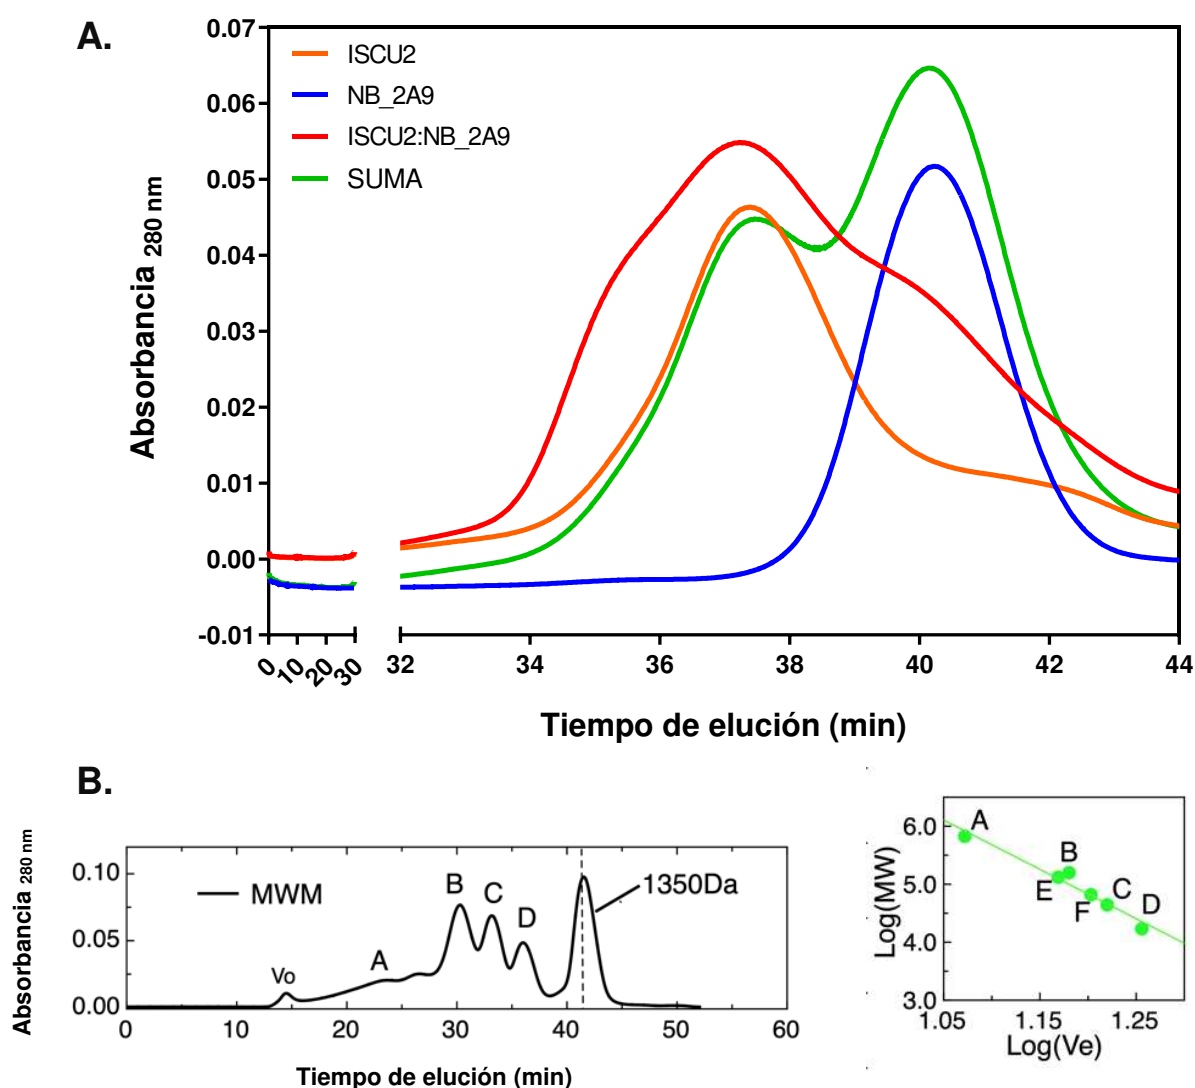 A.
0.07
0.06
0.05
0.04
0.03
0.02
0.01
0.00
-0.01
Absorbancia 280 nm
ISCU2
NB_2A9
ISCU2:NB_2A9
SUMA
0 10 20 30 32 34 36 38 40 42 44
Tiempo de elución (min)
B.
Absorbancia 280 nm
0.10
0.05
0.00
MWM
Vo
A
B
C
D
1350Da
0 10 20 30 40 50 60
Tiempo de elución (min)
Log(MW)
6.0
5.0
4.0
3.0
A
B
E
F
C
D
1.05 1.15 1.25
Log(Ve)